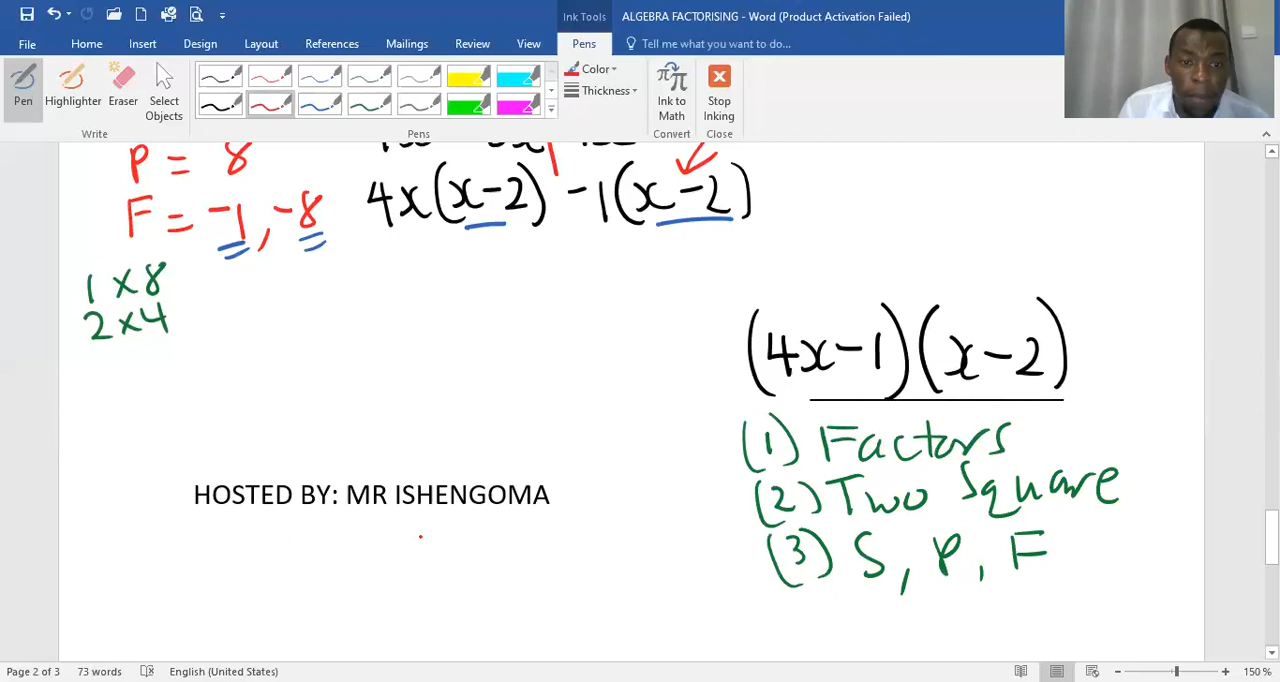 Ink Tools
ALGEBRA FACTORISING - Word (Product Activation Failed)
File
Home
Insert
Design
Layout
References
Mailings
Review
View
Pens
Tell me what you want to do...
Pen
Highlighter
Eraser
Select Objects
Color
Thickness
Ink to Math
Stop Inking
Write
Pens
Convert
Close
P = 8
F = -1, -8
4x(x-2) -1(x-2)
1 x 8
2 x 4
(4x-1)(x-2)
(1) Factors
(2) Two Square
(3) S, P, F
HOSTED BY: MR ISHENGOMA
Page 2 of 3
73 words
English (United States)
150 %